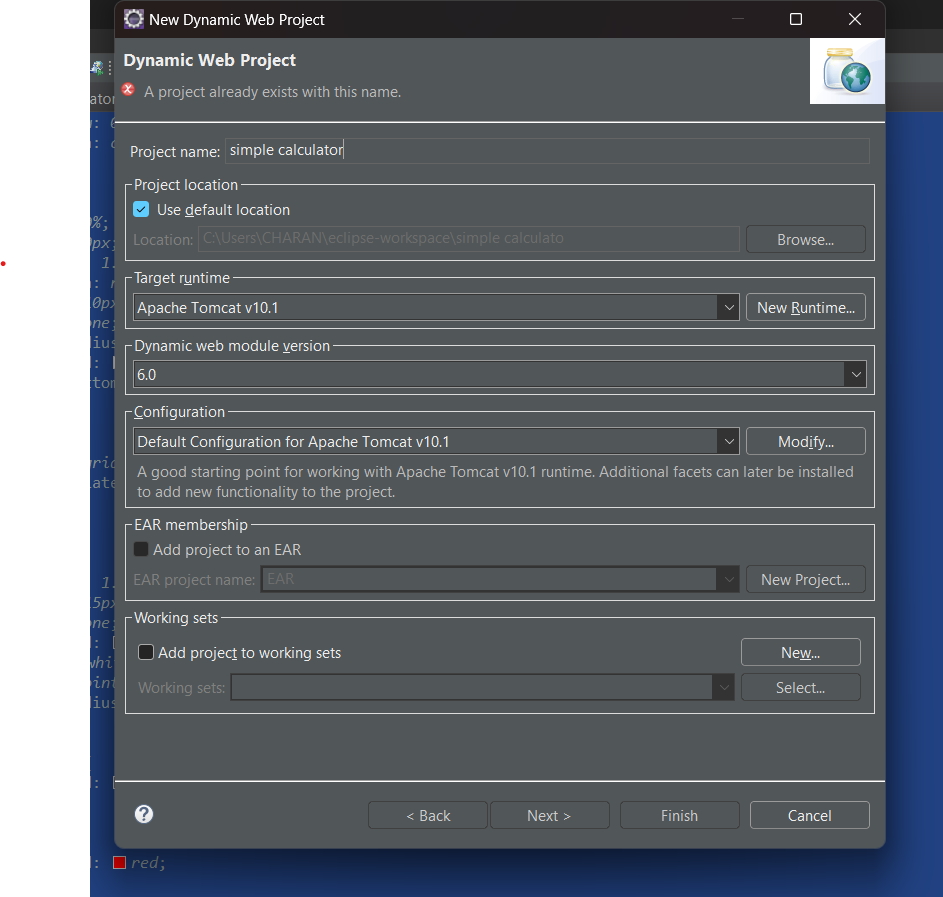 New Dynamic Web Project
Dynamic Web Project
A project already exists with this name.
Project name: simple calculator
Project location
Use default location
Location: C:\Users\CHARAN\eclipse-workspace\simple calculato
Browse...
Target runtime
Apache Tomcat v10.1
New Runtime...
Dynamic web module version
6.0
Configuration
Default Configuration for Apache Tomcat v10.1
Modify...
A good starting point for working with Apache Tomcat v10.1 runtime. Additional facets can later be installed
to add new functionality to the project.
EAR membership
Add project to an EAR
EAR project name: EAR
New Project...
Working sets
Add project to working sets
New...
Working sets:
Select...
< Back
Next >
Finish
Cancel
red;